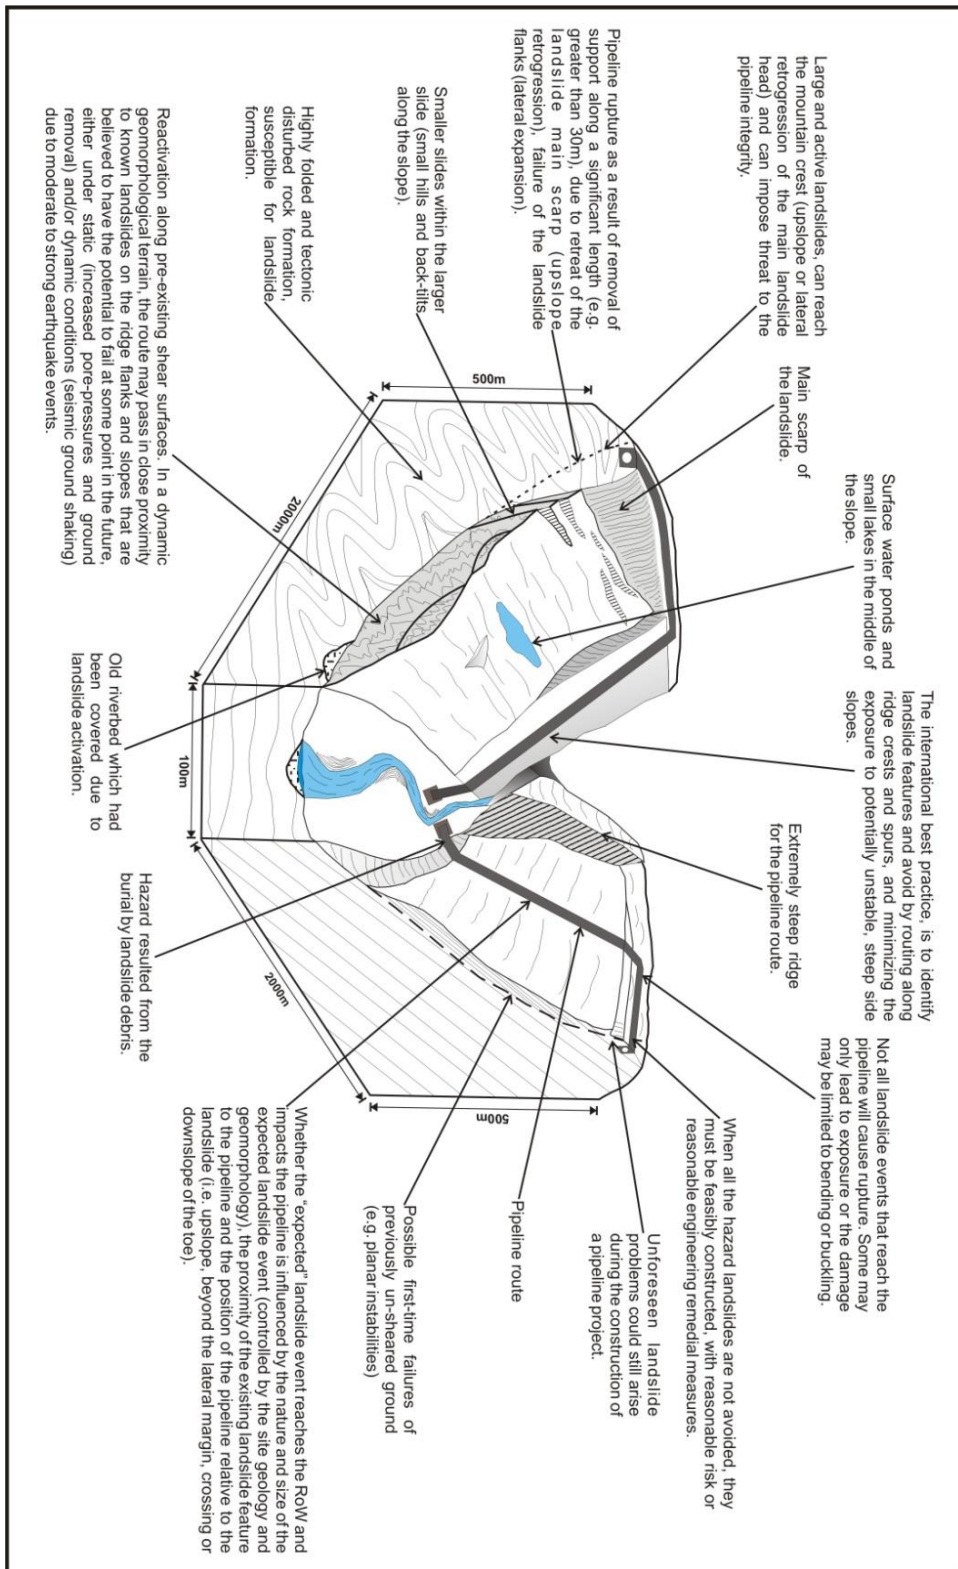 Large and active landslides, can reach
the mountain crest (upslope or lateral
retrogression of the main landslide
head) and can impose threat to the
pipeline integrity.
Main scarp of
the landslide.
Surface water ponds and
small lakes in the middle of
the slope.
The international best practice, is to identify
landslide features and avoid by routing along
ridge crests and spurs, and minimizing the
exposure to potentially unstable, steep side
slopes.
Extremely steep ridge
for the pipeline route.
Not all landslide events that reach the
pipeline will cause rupture. Some may
only lead to exposure or the damage
may be limited to bending or buckling.
When all the hazard landslides are not avoided, they
must be feasibly constructed, with reasonable risk or
reasonable engineering remedial measures.
Unforeseen landslide
problems could still arise
during the construction of
a pipeline project.
Pipeline route
Possible first-time failures of
previously un-sheared ground
(e.g. planar instabilities)
Whether the “expected” landslide event reaches the RoW and
impacts the pipeline is influenced by the nature and size of the
expected landslide event (controlled by the site geology and
geomorphology), the proximity of the existing landslide feature
to the pipeline and the position of the pipeline relative to the
landslide (i.e. upslope, beyond the lateral margin, crossing or
downslope of the toe).
Pipeline rupture as a result of removal of
support along a significant length (e.g.
greater than 30m), due to retreat of the
landslide main scarp (upslope
retrogression), failure of the landslide
flanks (lateral expansion).
Smaller slides within the larger
slide (small hills and back-tilts
along the slope).
Highly folded and tectonic
disturbed rock formation,
susceptible for landslide
formation.
Reactivation along pre-existing shear surfaces. In a dynamic
geomorphological terrain, the route may pass in close proximity
to known landslides on the ridge flanks and slopes that are
believed to have the potential to fail at some point in the future,
either under static (increased pore-pressures and ground
removal) and/or dynamic conditions (seismic ground shaking)
due to moderate to strong earthquake events.
Old riverbed which had
been covered due to
landslide activation.
Hazard resulted from the
burial by landslide debris.
500m
2000m
100m
2000m
500m